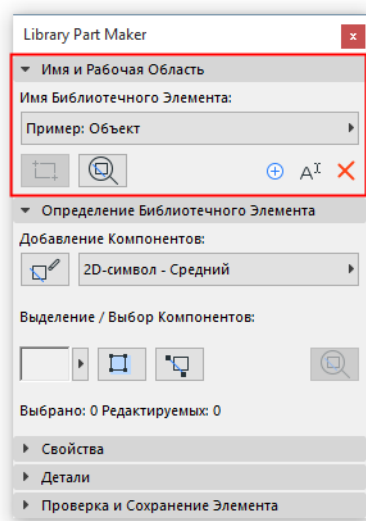 Library Part Maker
Имя и Рабочая Область
Имя Библиотечного Элемента:
Пример: Объект
Определение Библиотечного Элемента
Добавление Компонентов:
2D-символ - Средний
Выделение / Выбор Компонентов:
Выбрано: 0 Редактируемых: 0
Свойства
Детали
Проверка и Сохранение Элемента